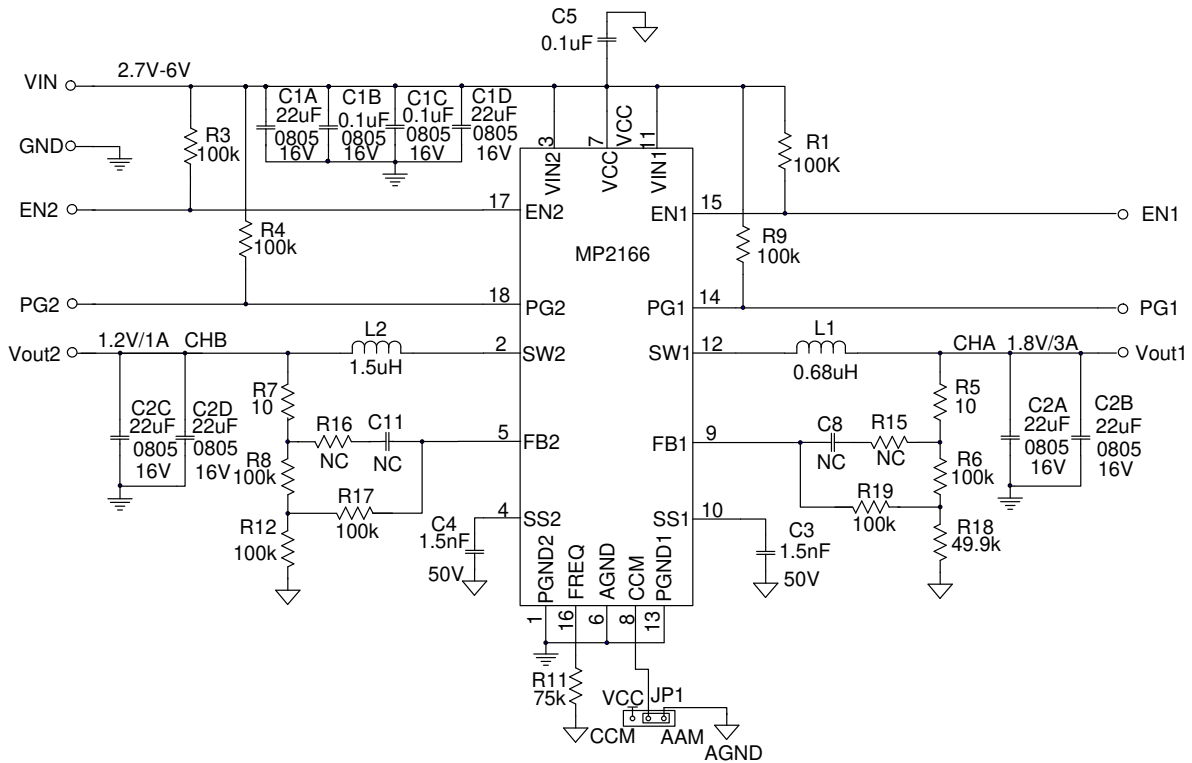 C5
0.1uF
VIN
2.7V-6V
C1A
22uF
0805
16V
C1B
0.1uF
0805
16V
C1C
0.1uF
0805
16V
C1D
22uF
0805
16V
R3
100k
GND
3
VIN2
7
VCC
VCC
11
VIN1
R1
100K
EN2
17
EN2
EN1
15
EN1
R4
100k
MP2166
R9
100k
PG2
18
PG2
PG1
14
PG1
Vout2
1.2V/1A
CHB
L2
1.5uH
2
SW2
SW1
12
L1
0.68uH
CHA
1.8V/3A
Vout1
R7
10
R5
10
C2C
22uF
0805
16V
C2D
22uF
0805
16V
R16
NC
C11
NC
5
FB2
FB1
9
C8
NC
R15
NC
C2A
22uF
0805
16V
C2B
22uF
0805
16V
R8
100k
R6
100k
R17
100k
R19
100k
R12
100k
C4
1.5nF
50V
4
SS2
SS1
10
C3
1.5nF
50V
R18
49.9k
PGND2
FREQ
AGND
CCM
PGND1
1
16
6
8
13
R11
75k
VCC
JP1
CCM
AAM
AGND